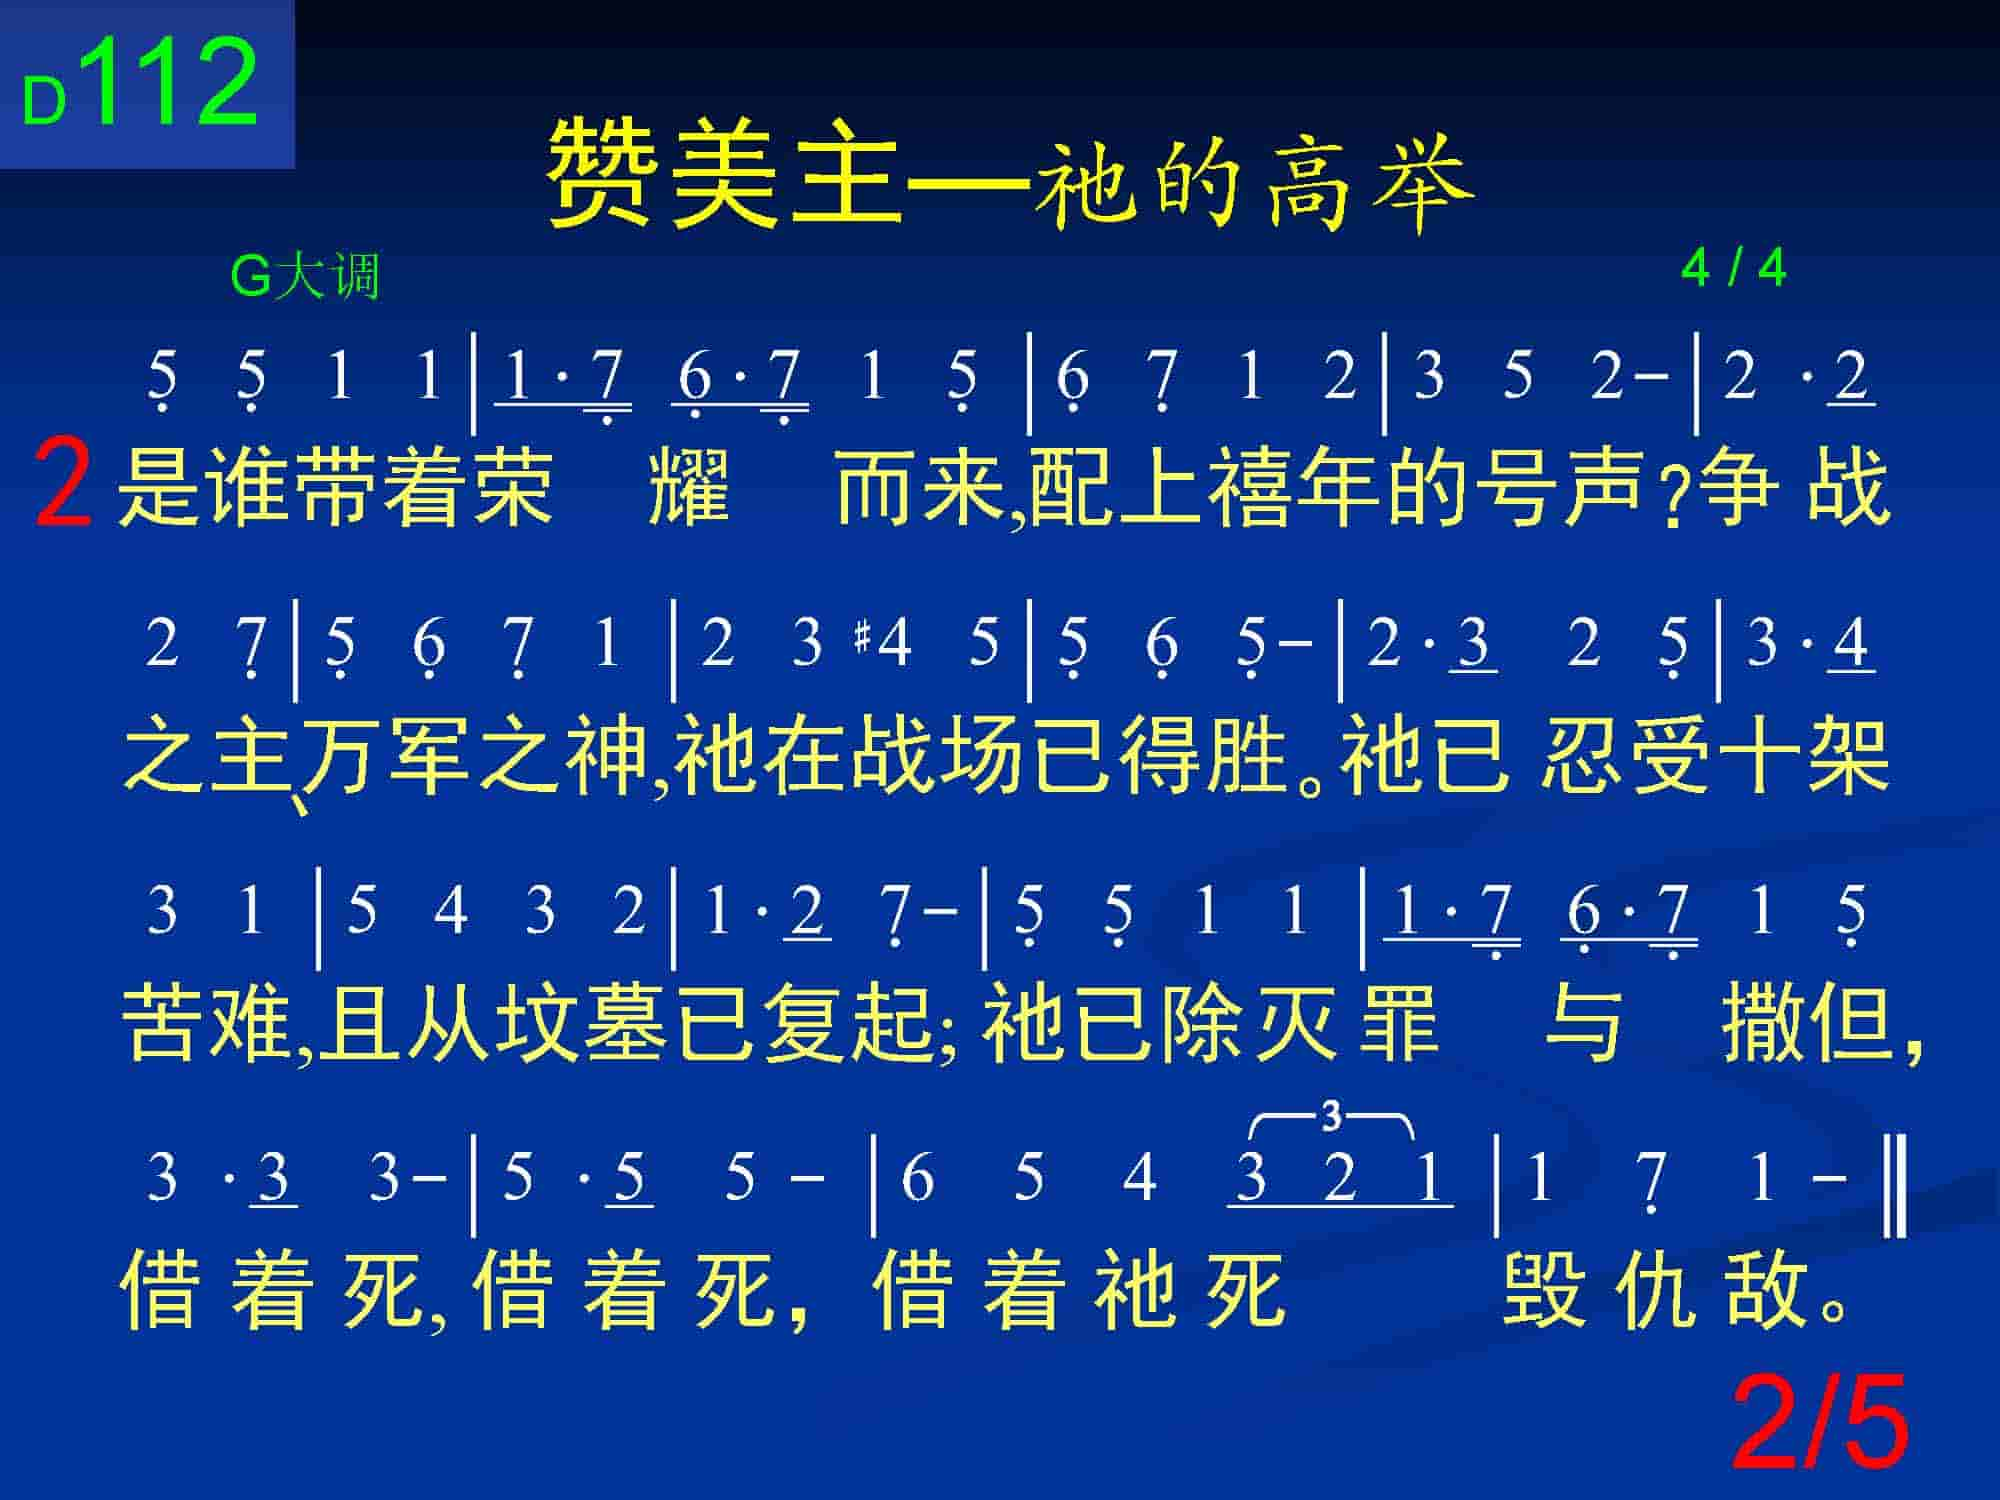 D112
赞美主—祂的高举
G大调 4 / 4
5̣ 5̣ 1 1 | 1 · 7̣ 6̣ · 7̣ 1 5̣ | 6̣ 7̣ 1 2 | 3 5 2 – | 2 · 2
2 是谁带着荣 耀 而来,配上禧年的号声?争 战
2 7̣ | 5̣ 6̣ 7̣ 1 | 2 3 #4 5 | 5̣ 6̣ 5̣ – | 2 · 3 2 5̣ | 3 · 4
之主、万军之神,祂在战场已得胜。祂已 忍受十架
3 1 | 5 4 3 2 | 1 · 2 7̣ – | 5̣ 5̣ 1 1 | 1 · 7̣ 6̣ · 7̣ 1 5̣
苦难,且从坟墓已复起; 祂已除灭 罪 与 撒但,
3
3 · 3 3 – | 5 · 5 5 – | 6 5 4 3 2 1 | 1 7̣ 1 – ‖
借 着 死, 借 着 死, 借 着 祂 死 毁 仇 敌。
2/5